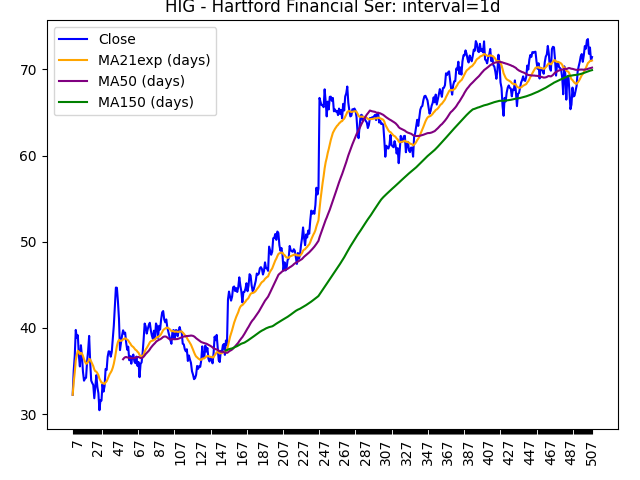 HIG - Hartford Financial Ser: interval=1d
Close
MA21exp (days)
MA50 (days)
MA150 (days)
70
60
50
40
30
7 27 47 67 87 107 127 147 167 187 207 227 247 267 287 307 327 347 367 387 407 427 447 467 487 507